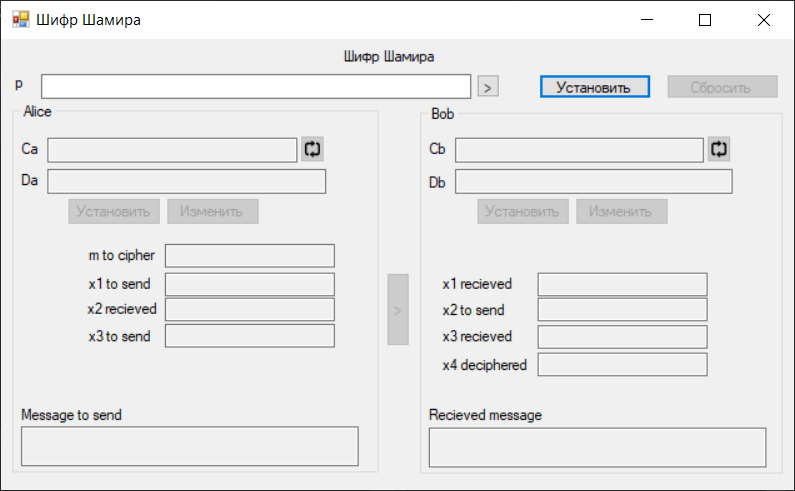 Шифр Шамира
Шифр Шамира
p
>
Установить
Сбросить
Alice
Ca
Da
Установить
Изменить
m to cipher
x1 to send
x2 recieved
x3 to send
Message to send
>
Bob
Cb
Db
Установить
Изменить
x1 recieved
x2 to send
x3 recieved
x4 deciphered
Recieved message